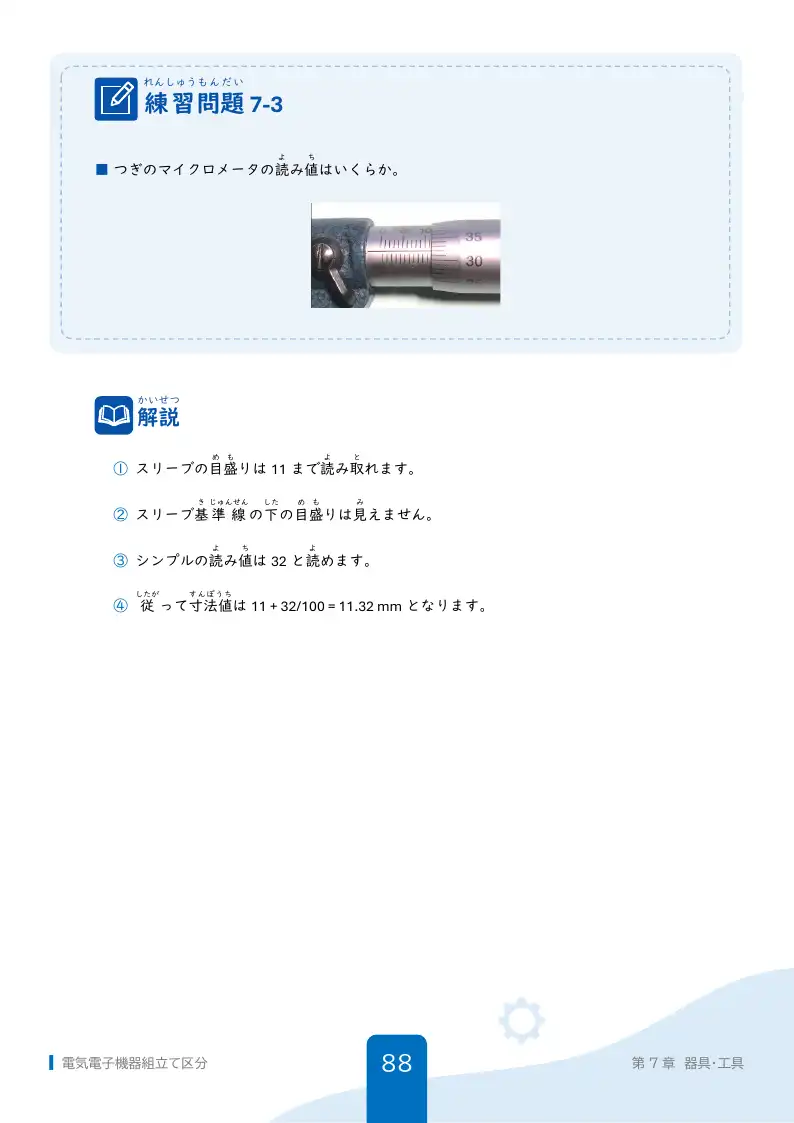 れんしゅうもんだい
練習問題 7-3
よ ち
■ つぎのマイクロメータの読み値はいくらか。
35
30
かいせつ
解説
め も よ と
① スリーブの目盛りは 11 まで読み取れます。
き じゅんせん した め も み
② スリーブ基準線の下の目盛りは見えません。
よ ち よ
③ シンプルの読み値は 32 と読めます。
したが すんぽうち
④ 従って寸法値は 11 + 32/100 = 11.32 mm となります。
電気電子機器組立て区分
88
第 7 章 器具・工具